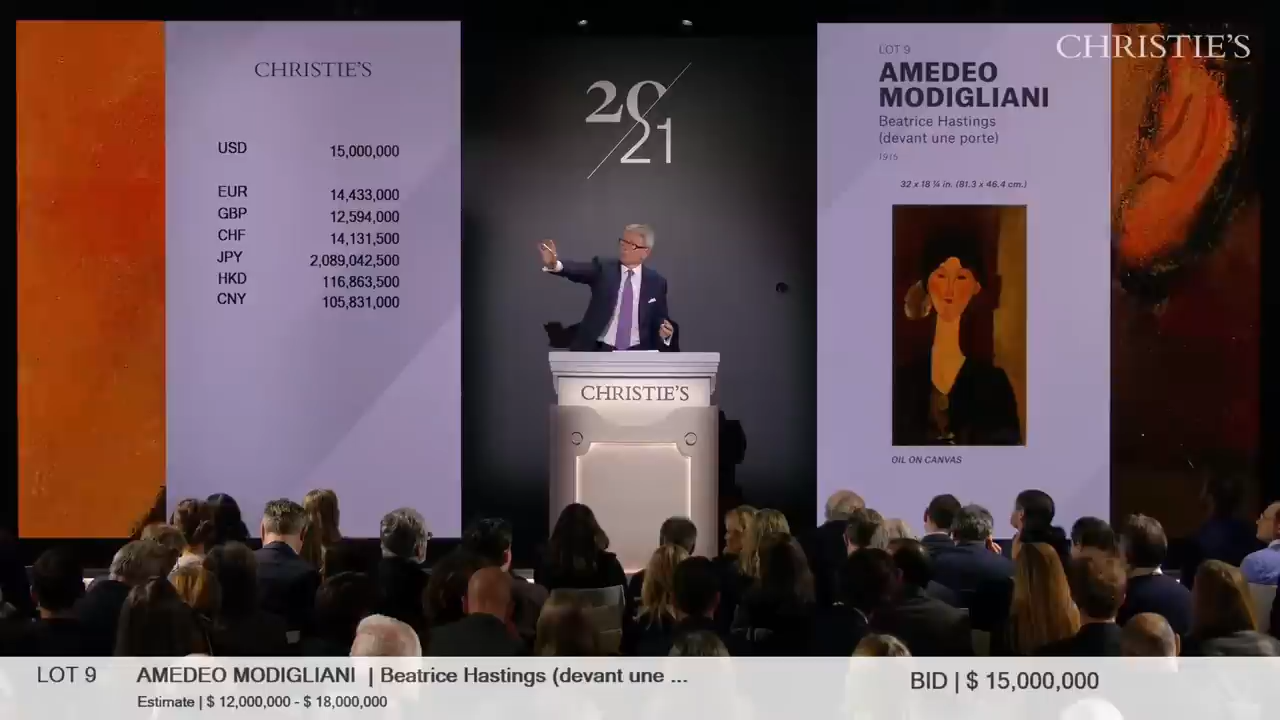 CHRISTIE'S
USD 15,000,000
EUR 14,433,000
GBP 12,594,000
CHF 14,131,500
JPY 2,089,042,500
HKD 116,863,500
CNY 105,831,000
20
21
CHRISTIE'S
LOT 9
AMEDEO
MODIGLIANI
Beatrice Hastings
(devant une porte)
1915
32 x 18 ¼ in. (81.3 x 46.4 cm.)
OIL ON CANVAS
CHRISTIE'S
LOT 9 AMEDEO MODIGLIANI | Beatrice Hastings (devant une ...
Estimate | $ 12,000,000 - $ 18,000,000
BID | $ 15,000,000